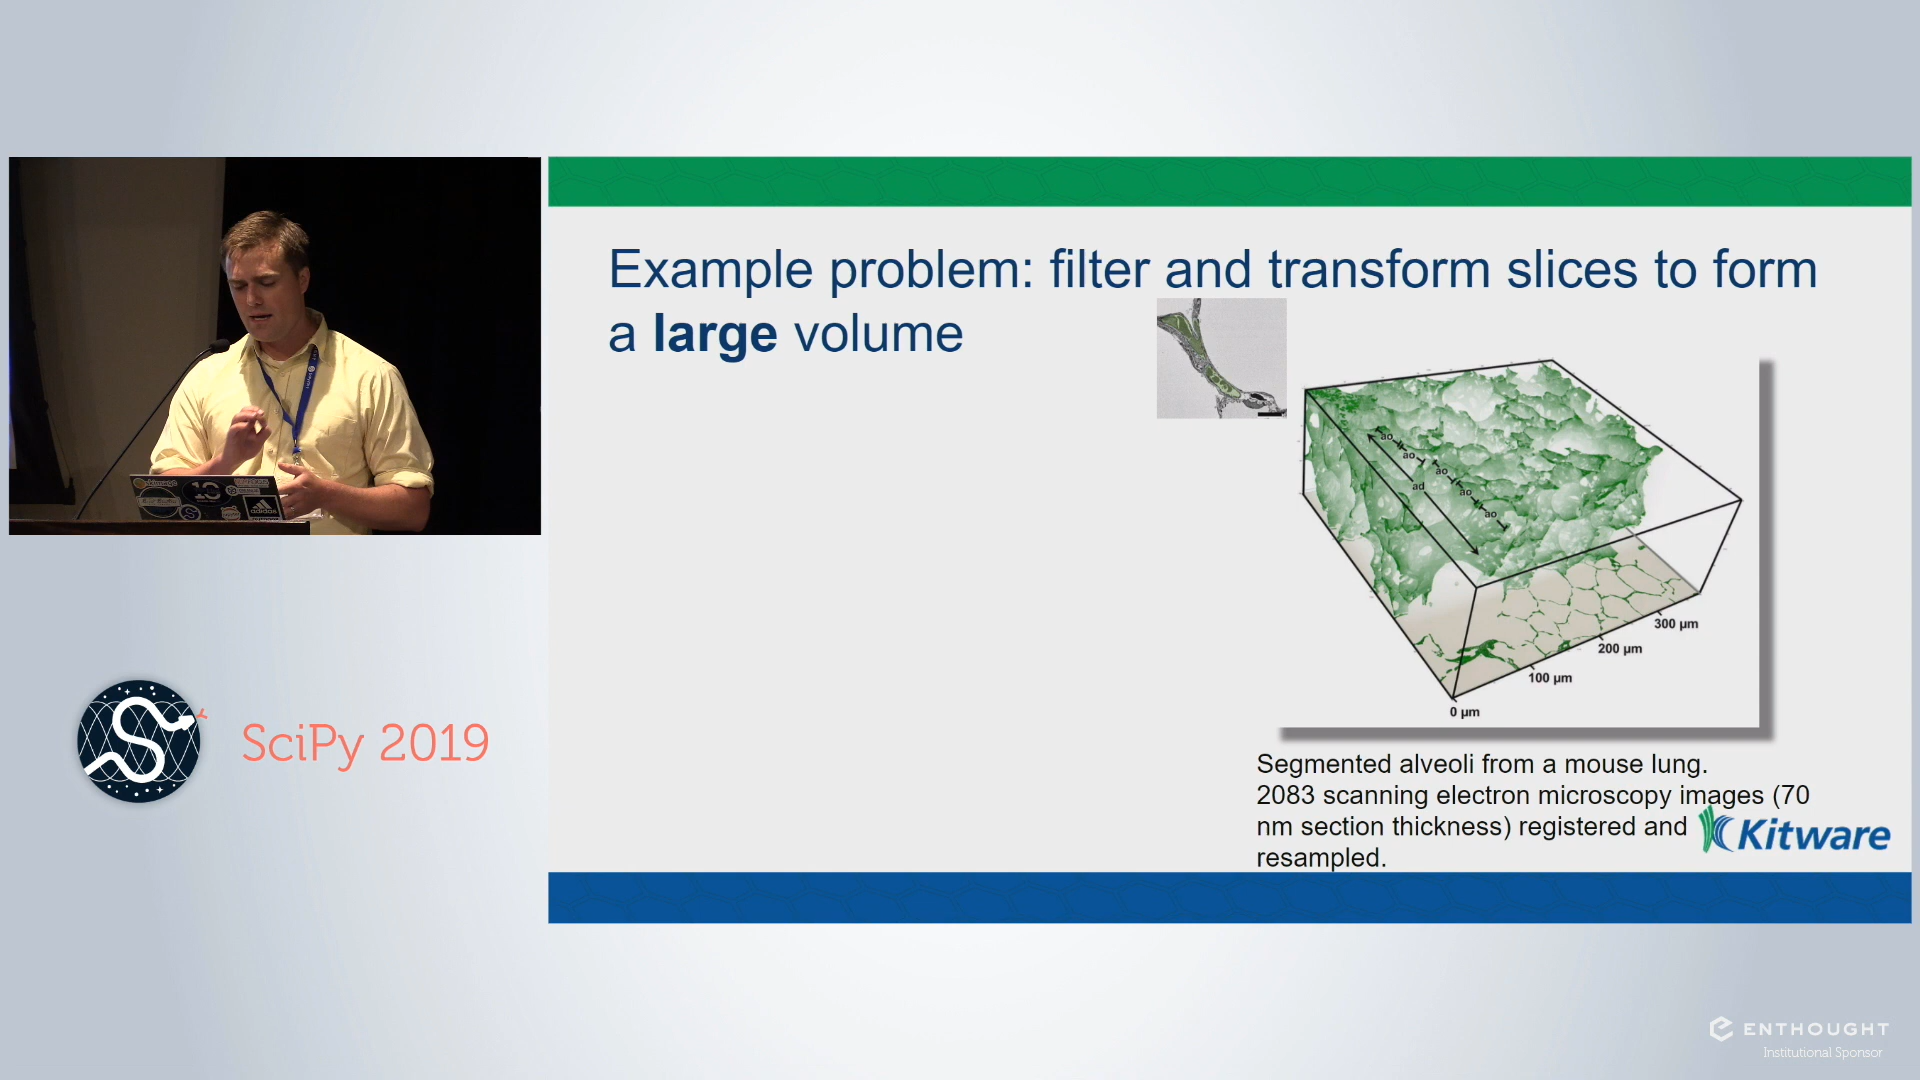 Example problem: filter and transform slices to form
a large volume
ao
ao
ao
ad
ao
ao
300 µm
200 µm
100 µm
0 µm
Segmented alveoli from a mouse lung.
2083 scanning electron microscopy images (70
nm section thickness) registered and
resampled.
Kitware
adidas
SciPy 2019
ENTHOUGHT
Institutional Sponsor